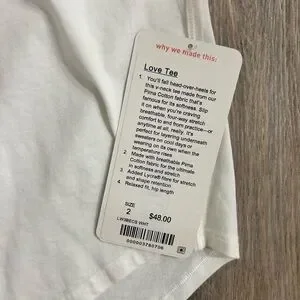 why we made this:
Love Tee
1. You'll fall head-over-heels for
this v-neck tee made from our
Pima Cotton fabric that's
famous for its softness. Slip
it on when you're craving
breathable, four-way stretch
comfort to and from practice—or
anytime at all, really. It's
perfect for layering underneath
sweaters on cool days or
wearing on its own when the
temperature rises
2. Made with breathable Pima
Cotton fabric for the ultimate
in softness and stretch
3. Added Lycra® fibre for stretch
and shape retention
4. Relaxed fit, hip length
SIZE
2
$48.00
WHT